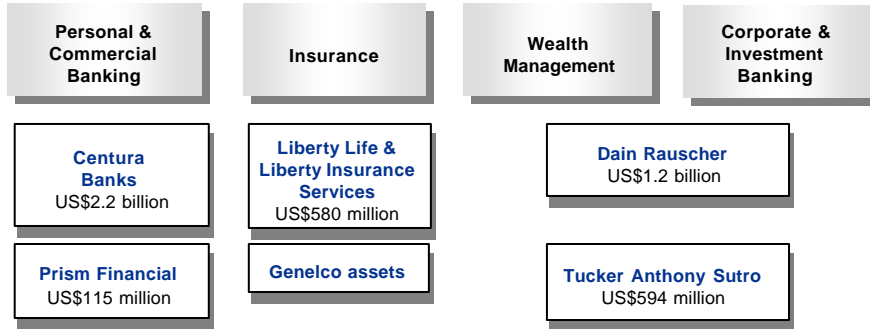 Personal &
Commercial
Banking
Insurance
Wealth
Management
Corporate &
Investment
Banking
Centura
Banks
US$2.2 billion
Liberty Life &
Liberty Insurance
Services
US$580 million
Dain Rauscher
US$1.2 billion
Prism Financial
US$115 million
Genelco assets
Tucker Anthony Sutro
US$594 million